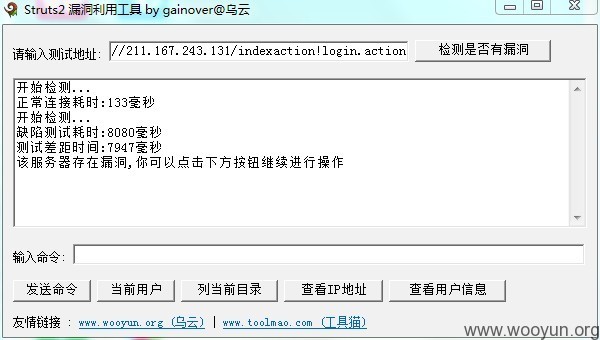 Struts2 漏洞利用工具 by gainover@乌云
请输入测试地址: //211.167.243.131/indexaction!login.action 检测是否有漏洞
开始检测...
正常连接耗时:133毫秒
开始检测...
缺陷测试耗时:8080毫秒
测试差距时间:7947毫秒
该服务器存在漏洞,你可以点击下方按钮继续进行操作
输入命令:
发送命令 当前用户 列当前目录 查看IP地址 查看用户信息
友情链接 : www.wooyun.org (乌云) | www.toolmao.com (工具猫)
www.wooyun.org